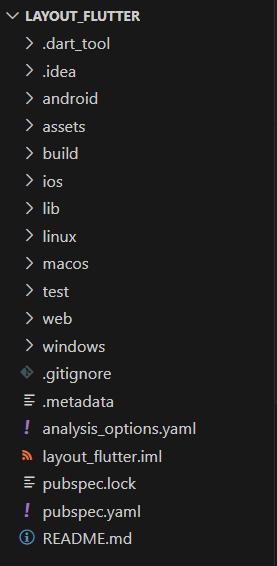 LAYOUT_FLUTTER
.dart_tool
.idea
android
assets
build
ios
lib
linux
macos
test
web
windows
.gitignore
.metadata
analysis_options.yaml
layout_flutter.iml
pubspec.lock
pubspec.yaml
README.md